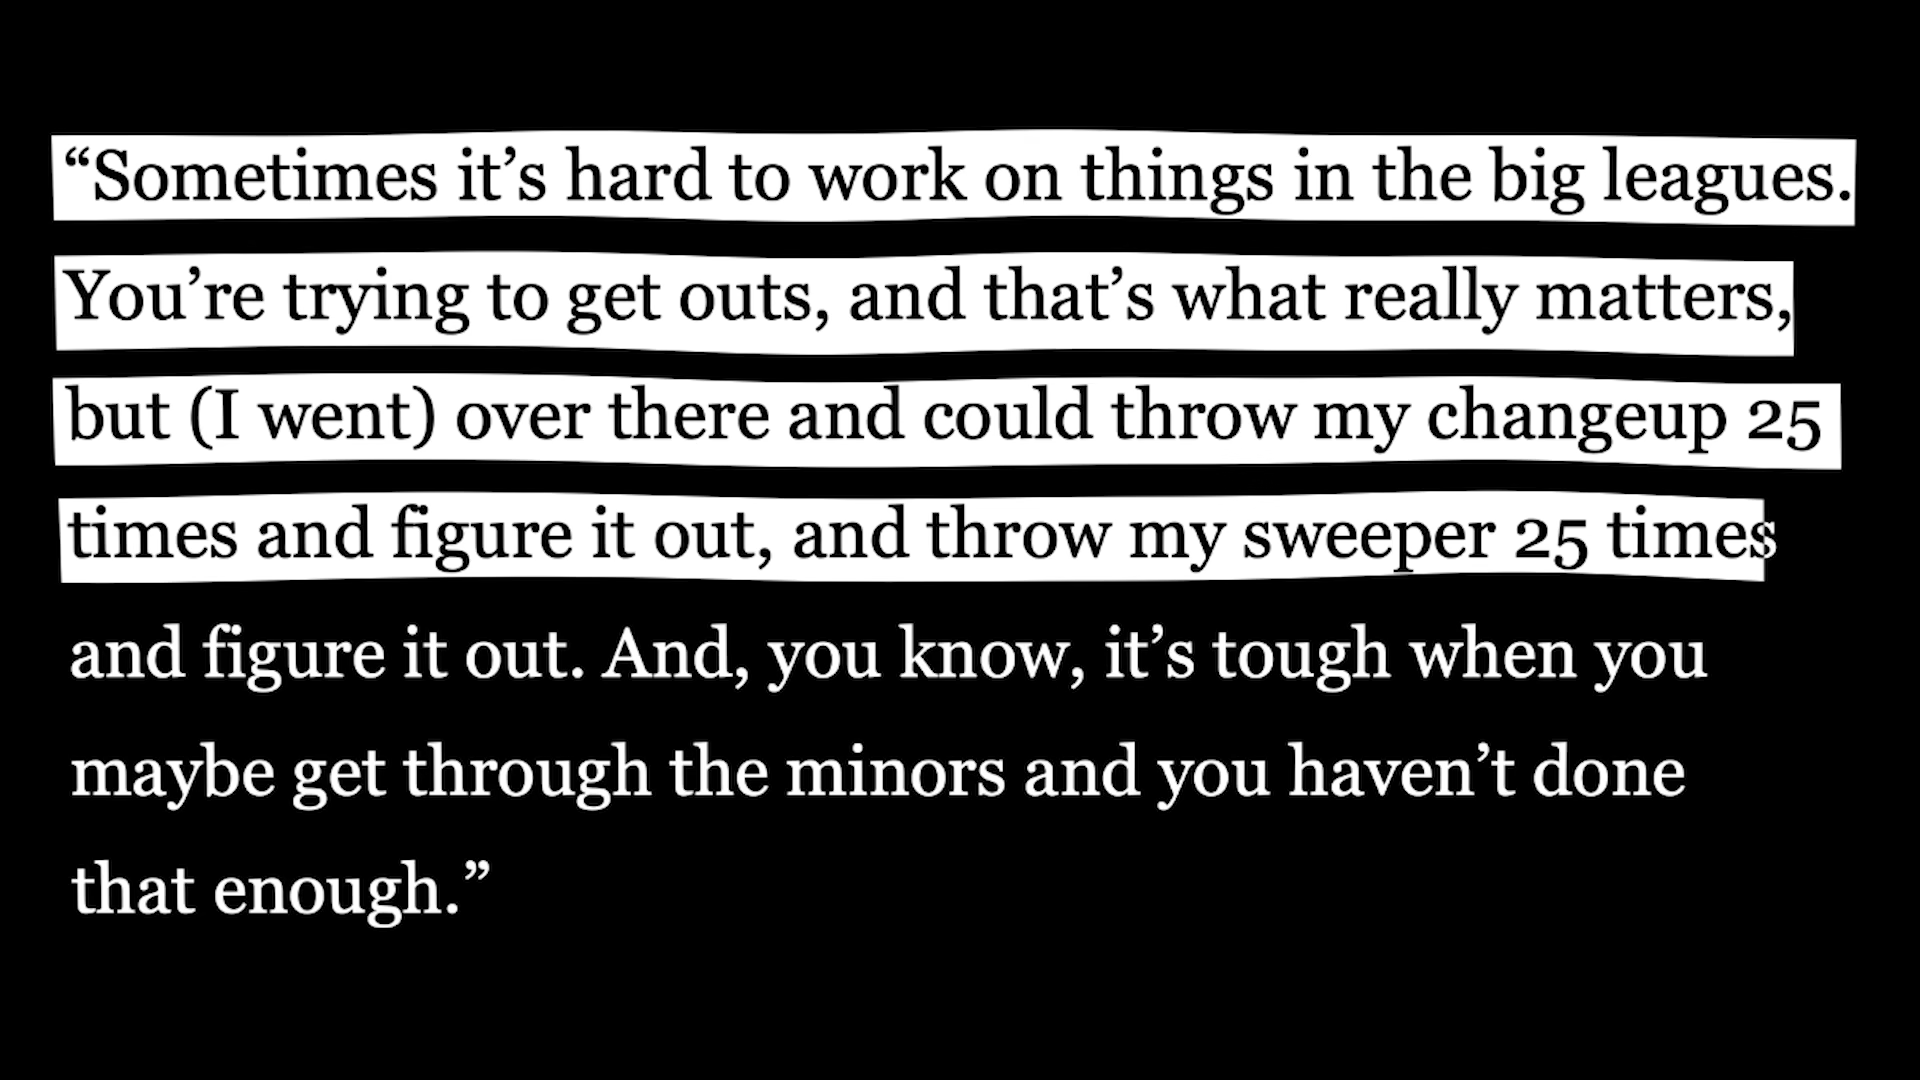 “Sometimes it’s hard to work on things in the big leagues.
You’re trying to get outs, and that’s what really matters,
but (I went) over there and could throw my changeup 25
times and figure it out, and throw my sweeper 25 times
and figure it out. And, you know, it’s tough when you
maybe get through the minors and you haven’t done
that enough.”